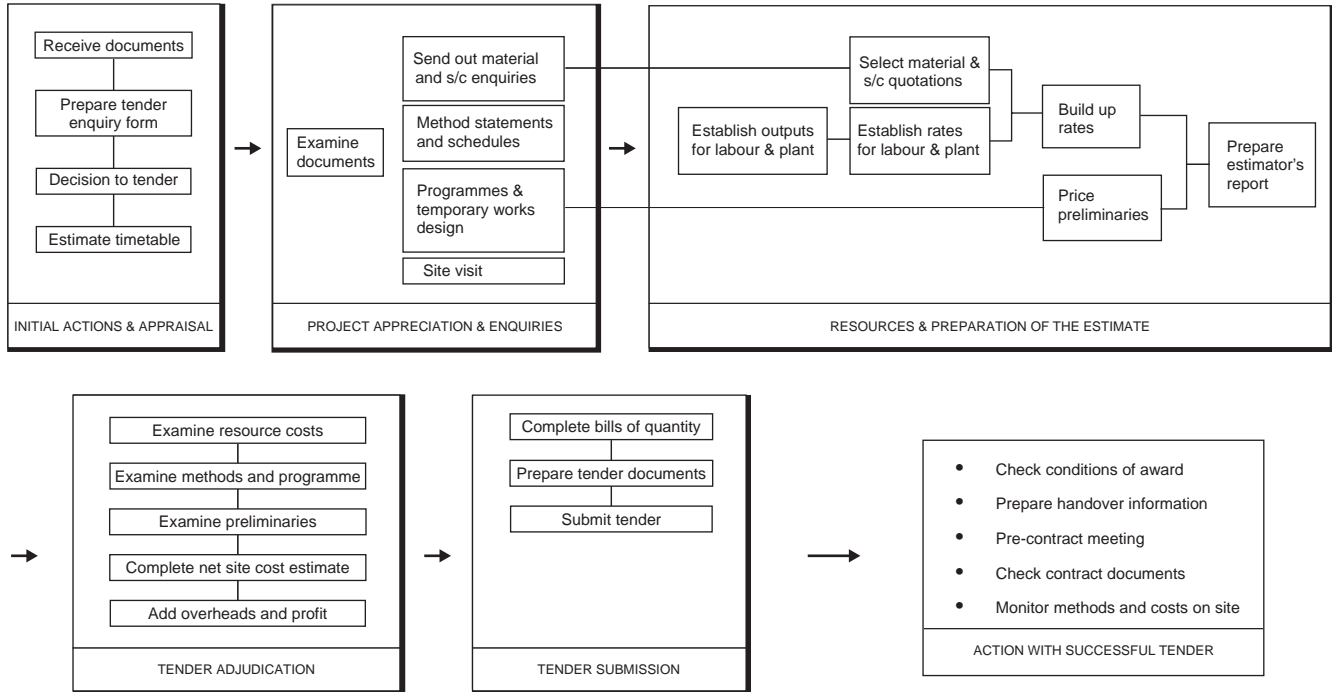 Receive documents
Prepare tender
enquiry form
Decision to tender
Estimate timetable
INITIAL ACTIONS & APPRAISAL
Examine
documents
Send out material
and s/c enquiries
Method statements
and schedules
Programmes &
temporary works
design
Site visit
PROJECT APPRECIATION & ENQUIRIES
Select material &
s/c quotations
Establish outputs
for labour & plant
Establish rates
for labour & plant
Build up
rates
Price
preliminaries
Prepare
estimator's
report
RESOURCES & PREPARATION OF THE ESTIMATE
Examine resource costs
Examine methods and programme
Examine preliminaries
Complete net site cost estimate
Add overheads and profit
TENDER ADJUDICATION
Complete bills of quantity
Prepare tender documents
Submit tender
TENDER SUBMISSION
• Check conditions of award
• Prepare handover information
• Pre-contract meeting
• Check contract documents
• Monitor methods and costs on site
ACTION WITH SUCCESSFUL TENDER